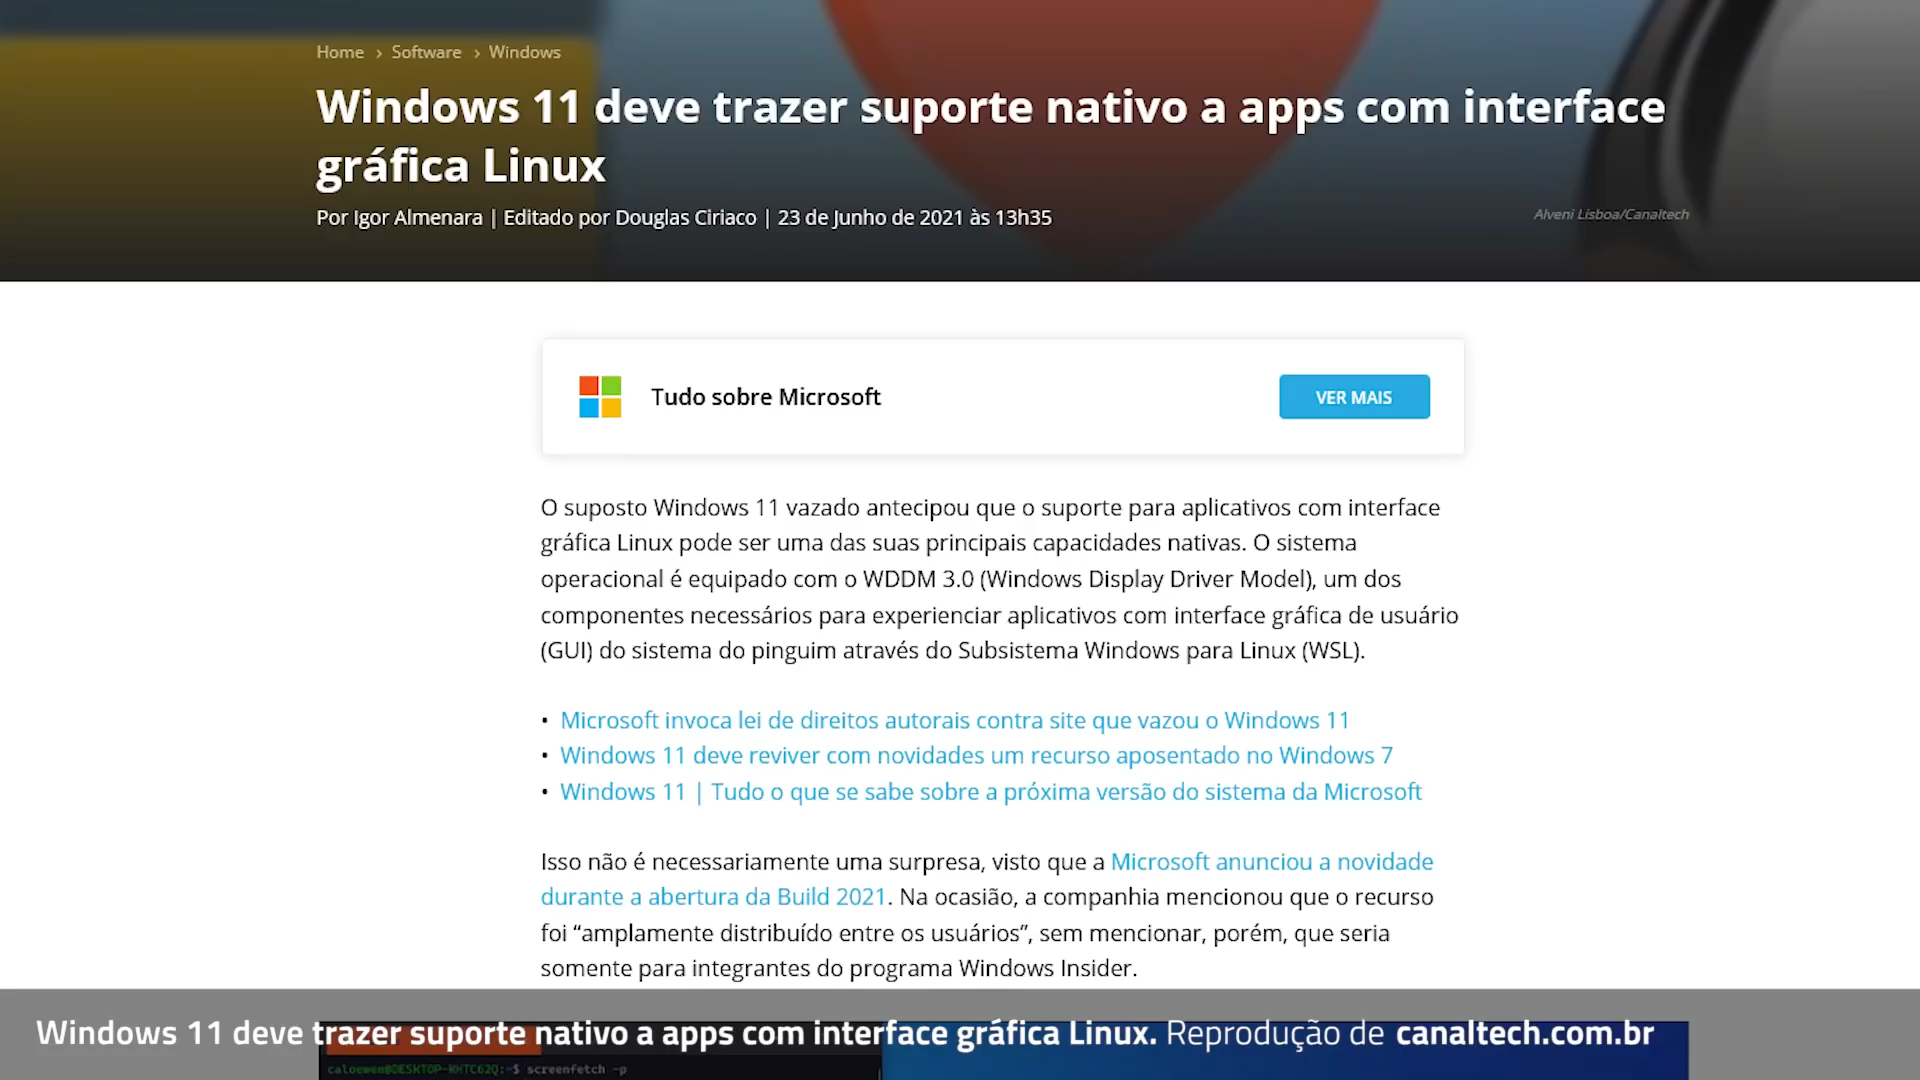 Home › Software › Windows
Windows 11 deve trazer suporte nativo a apps com interface
gráfica Linux
Por Igor Almenara | Editado por Douglas Ciriaco | 23 de Junho de 2021 às 13h35
Alveni Lisboa/Canaltech
Tudo sobre Microsoft
VER MAIS
O suposto Windows 11 vazado antecipou que o suporte para aplicativos com interface
gráfica Linux pode ser uma das suas principais capacidades nativas. O sistema
operacional é equipado com o WDDM 3.0 (Windows Display Driver Model), um dos
componentes necessários para experienciar aplicativos com interface gráfica de usuário
(GUI) do sistema do pinguim através do Subsistema Windows para Linux (WSL).
• Microsoft invoca lei de direitos autorais contra site que vazou o Windows 11
• Windows 11 deve reviver com novidades um recurso aposentado no Windows 7
• Windows 11 | Tudo o que se sabe sobre a próxima versão do sistema da Microsoft
Isso não é necessariamente uma surpresa, visto que a Microsoft anunciou a novidade
durante a abertura da Build 2021. Na ocasião, a companhia mencionou que o recurso
foi “amplamente distribuído entre os usuários”, sem mencionar, porém, que seria
somente para integrantes do programa Windows Insider.
Windows 11 deve trazer suporte nativo a apps com interface gráfica Linux. Reprodução de canaltech.com.br
caloewen@DESKTOP-KHTC62Q:~$ screenfetch -p